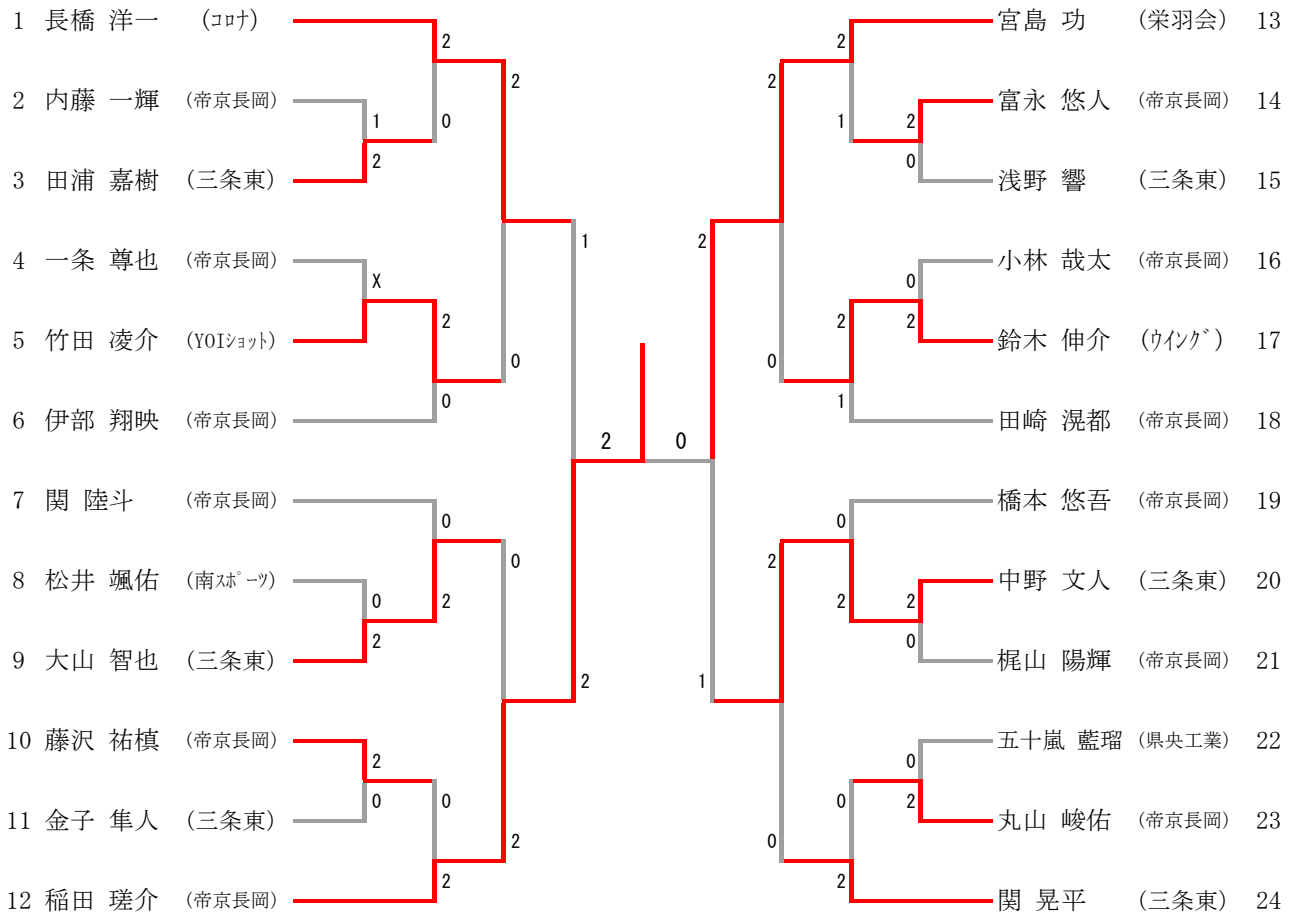 1 長橋 洋一 (ｺﾛﾅ) 宮島 功 (栄羽会) 13
2 2
2 内藤 一輝 (帝京長岡) 2 2 富永 悠人 (帝京長岡) 14
1 0 1 2
2 0
3 田浦 嘉樹 (三条東) 浅野 響 (三条東) 15
1 2
4 一条 尊也 (帝京長岡) 小林 哉太 (帝京長岡) 16
X 0
2 2 2
5 竹田 凌介 (YOIｼｮｯﾄ) 鈴木 伸介 (ｳｲﾝｸﾞ) 17
0 0
0 1
6 伊部 翔映 (帝京長岡) 田崎 滉都 (帝京長岡) 18
2 0
7 関 陸斗 (帝京長岡) 橋本 悠吾 (帝京長岡) 19
0 0
0 2
8 松井 颯佑 (南ｽﾎﾟｰﾂ) 中野 文人 (三条東) 20
0 2 2 2
2 0
9 大山 智也 (三条東) 梶山 陽輝 (帝京長岡) 21
2 1
10 藤沢 祐槙 (帝京長岡) 五十嵐 藍瑠 (県央工業) 22
2 0
0 0 0 2
11 金子 隼人 (三条東) 丸山 峻佑 (帝京長岡) 23
2 0
2 2
12 稲田 瑳介 (帝京長岡) 関 晃平 (三条東) 24